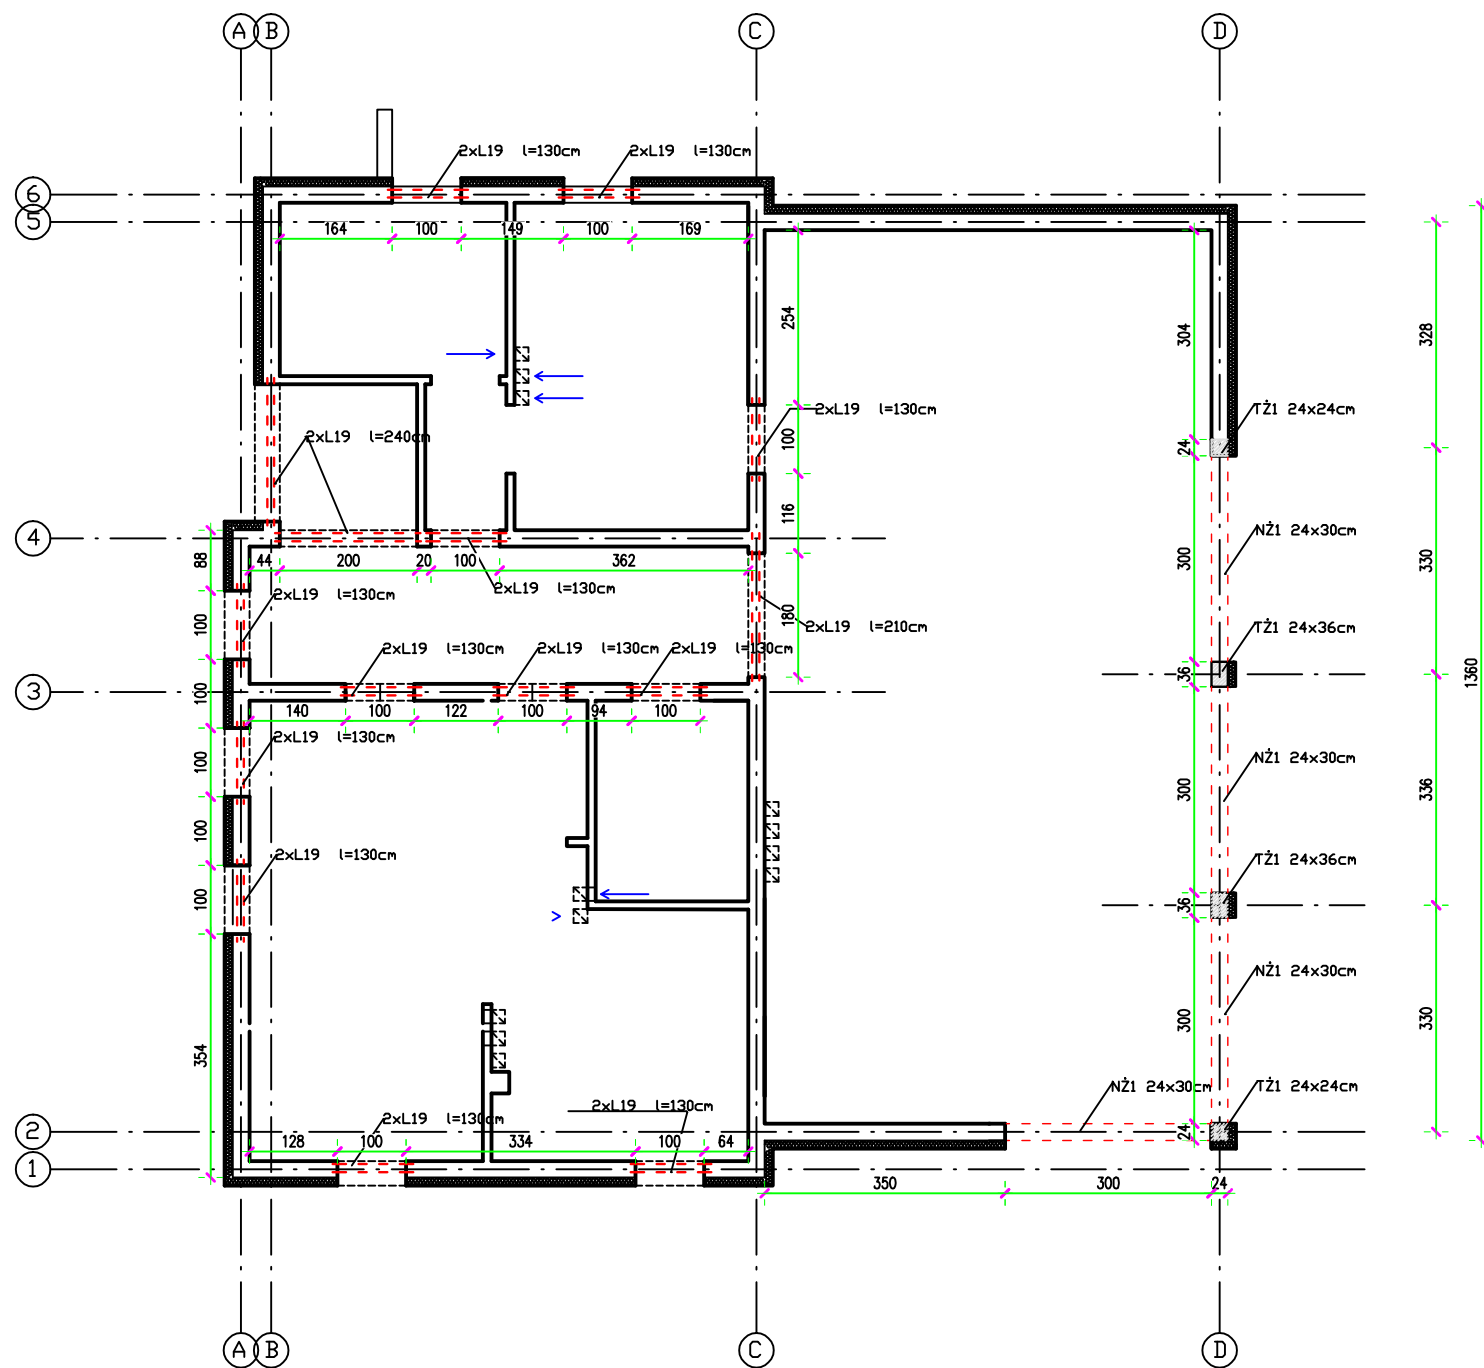 A B C D
2xL19 l=130cm 2xL19 l=130cm
6
5
164 100 149 100 169
254
304
328
2xL19 l=130cm
TŻ1 24x24cm
2xL19 l=240cm
100
24
116
NŻ1 24x30cm
4
88
44 200 20 100 362
300
330
2xL19 l=130cm
2xL19 l=130cm
180
100
2xL19 l=210cm
TŻ1 24x36cm
2xL19 l=130cm 2xL19 l=130cm 2xL19 l=130cm
36
1360
3
100
140 100 122 100 94 100
2xL19 l=130cm
100
NŻ1 24x30cm
300
336
100
2xL19 l=130cm
TŻ1 24x36cm
100
36
NŻ1 24x30cm
300
330
354
NŻ1 24x30cm
TŻ1 24x24cm
2xL19 l=130cm
2xL19 l=130cm
2
128 100 334 100 64
24
1
350 300 24
A B C D